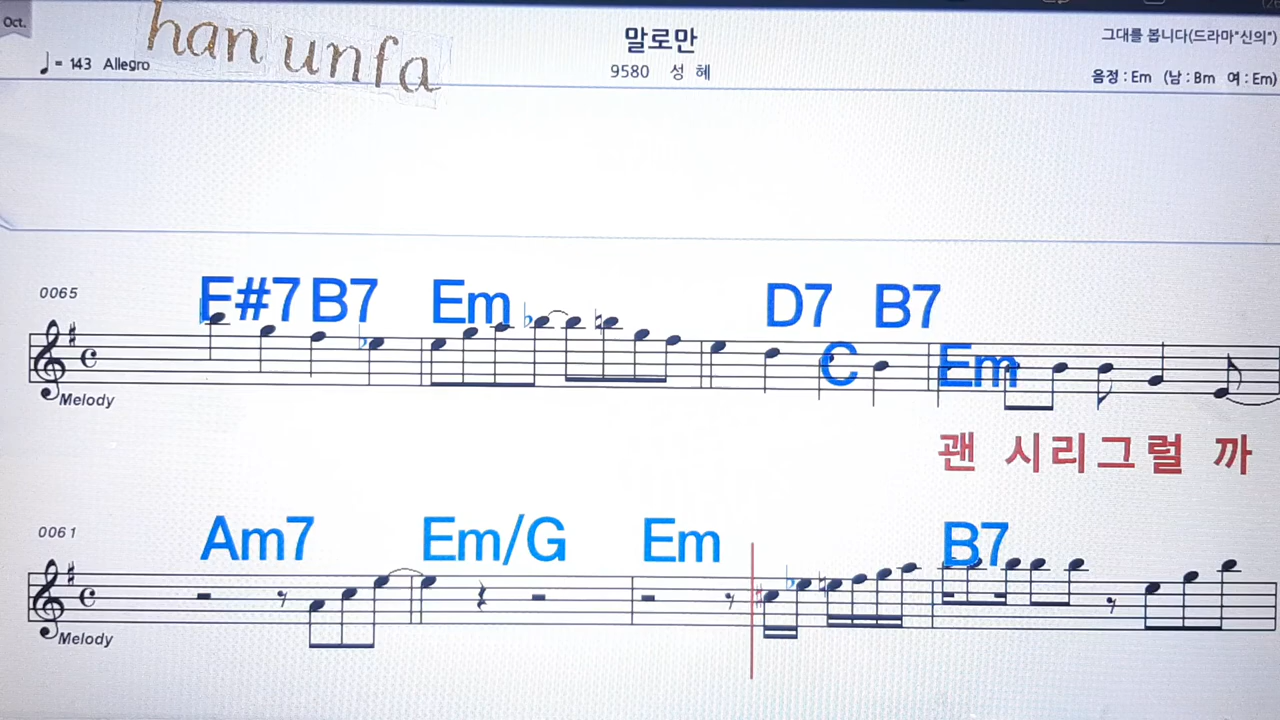 Oct.
han unfa
♩ = 143 Allegro
말로만
9580 성 혜
그대를 봅니다(드라마"신의")
음정 : Em (남 : Bm 여 : Em)
0065
F#7 B7 Em D7 C B7 Em
Melody
괜 시리그럴 까
0061
Am7 Em/G Em B7
Melody